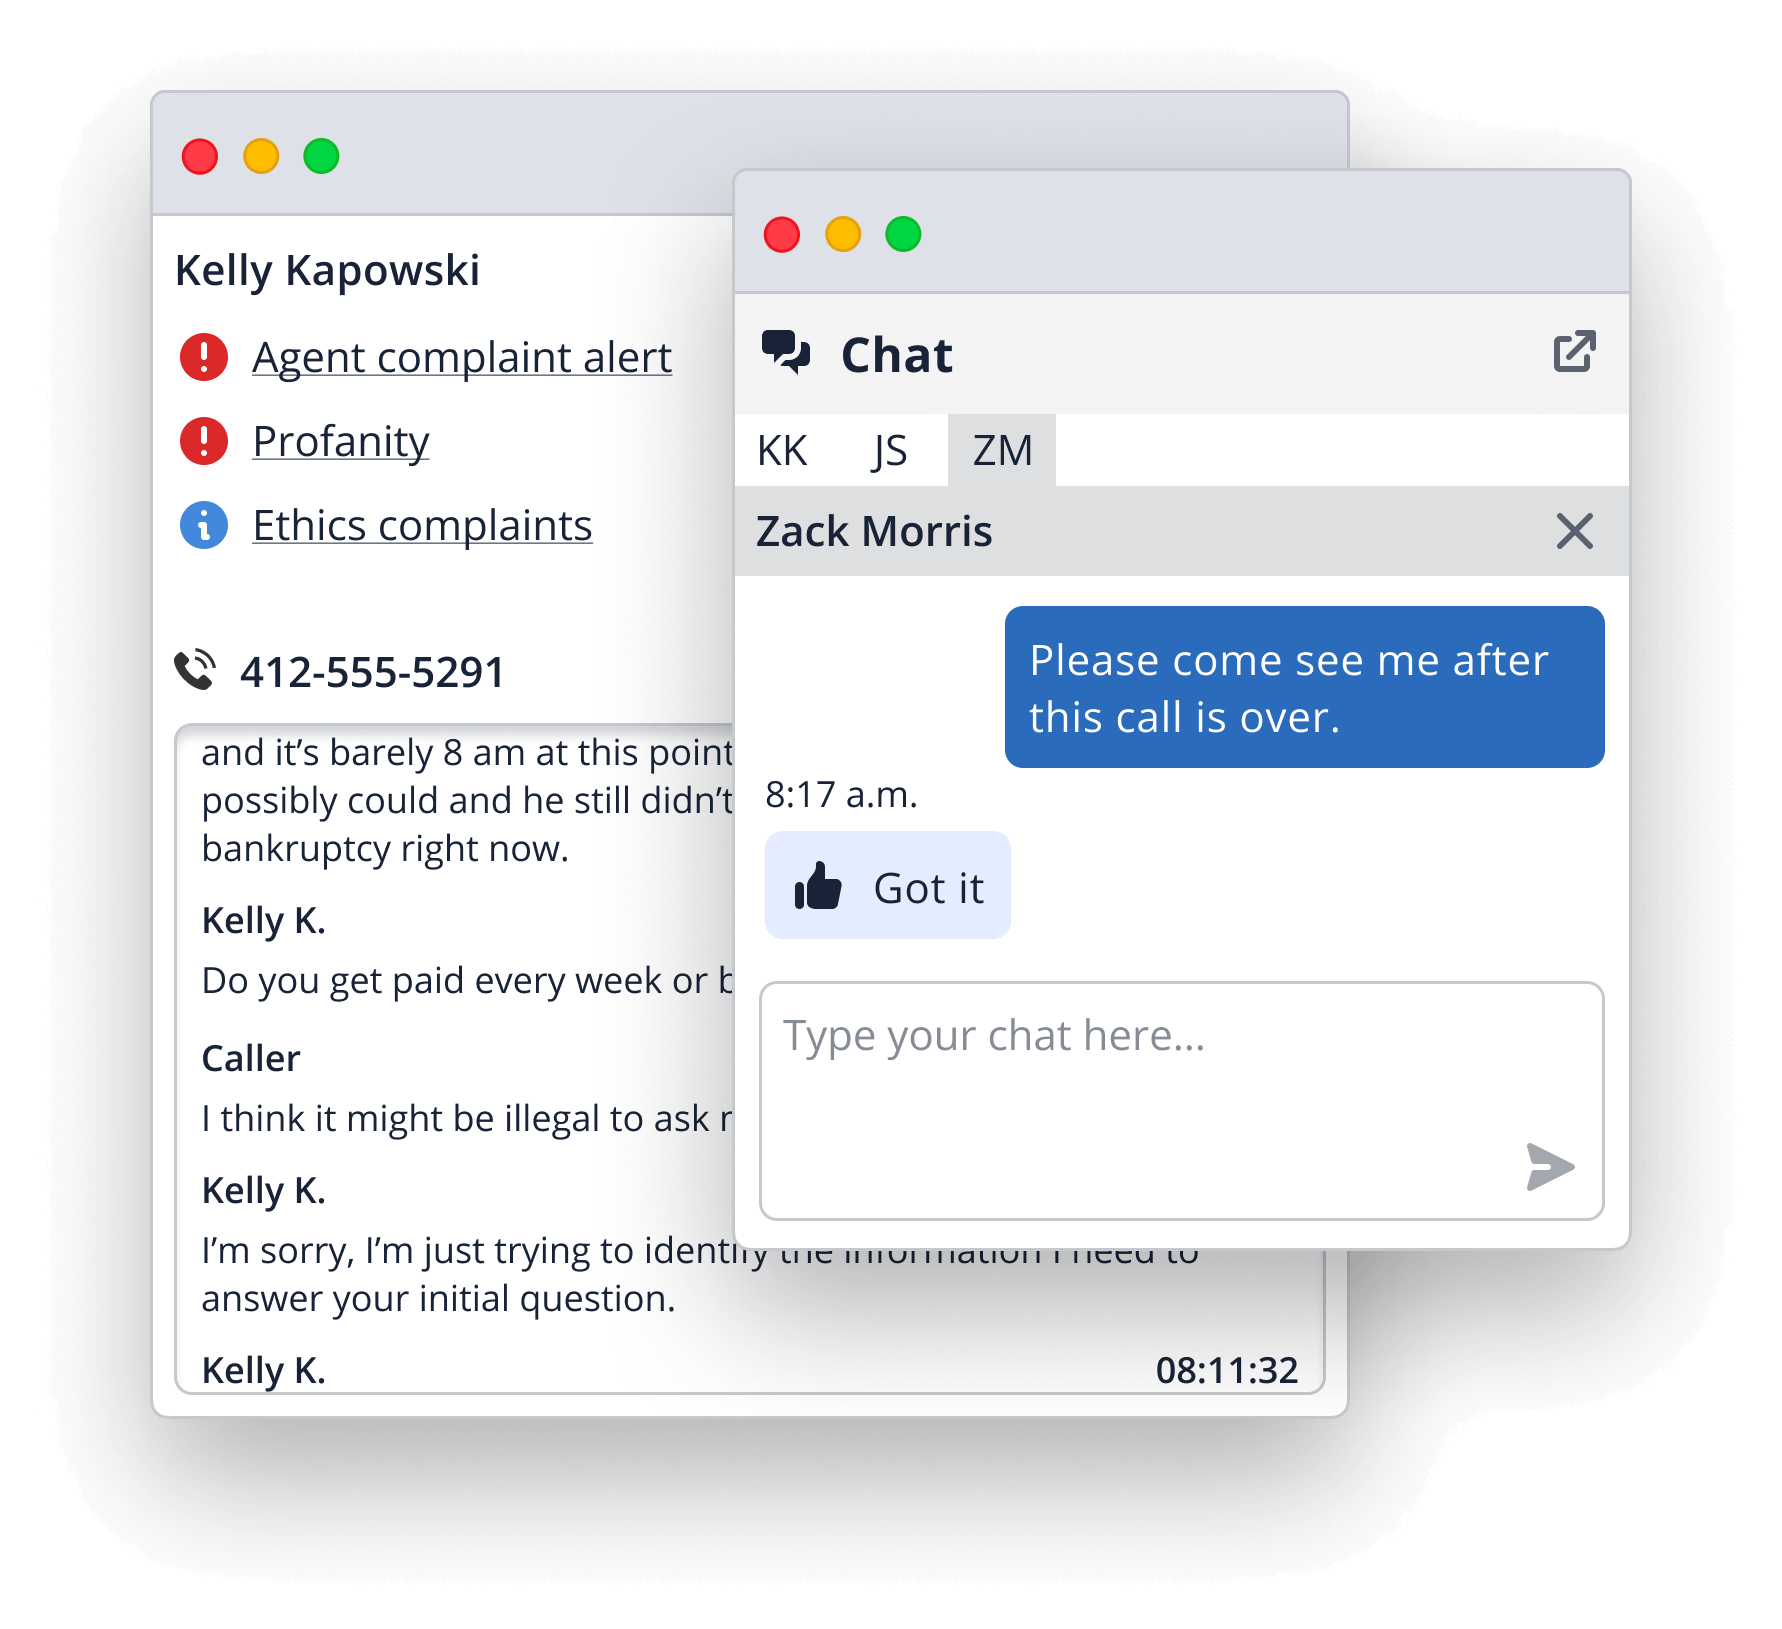 Kelly Kapowski
Agent complaint alert
Profanity
Ethics complaints
412-555-5291
and it’s barely 8 am at this point
possibly could and he still didn’t
bankruptcy right now.
Kelly K.
Do you get paid every week or
Caller
I think it might be illegal to ask
Kelly K.
I’m sorry, I’m just trying to identify the information I need to
answer your initial question.
Kelly K. 08:11:32
Chat
KK JS ZM
Zack Morris
Please come see me after
this call is over.
8:17 a.m.
Got it
Type your chat here...